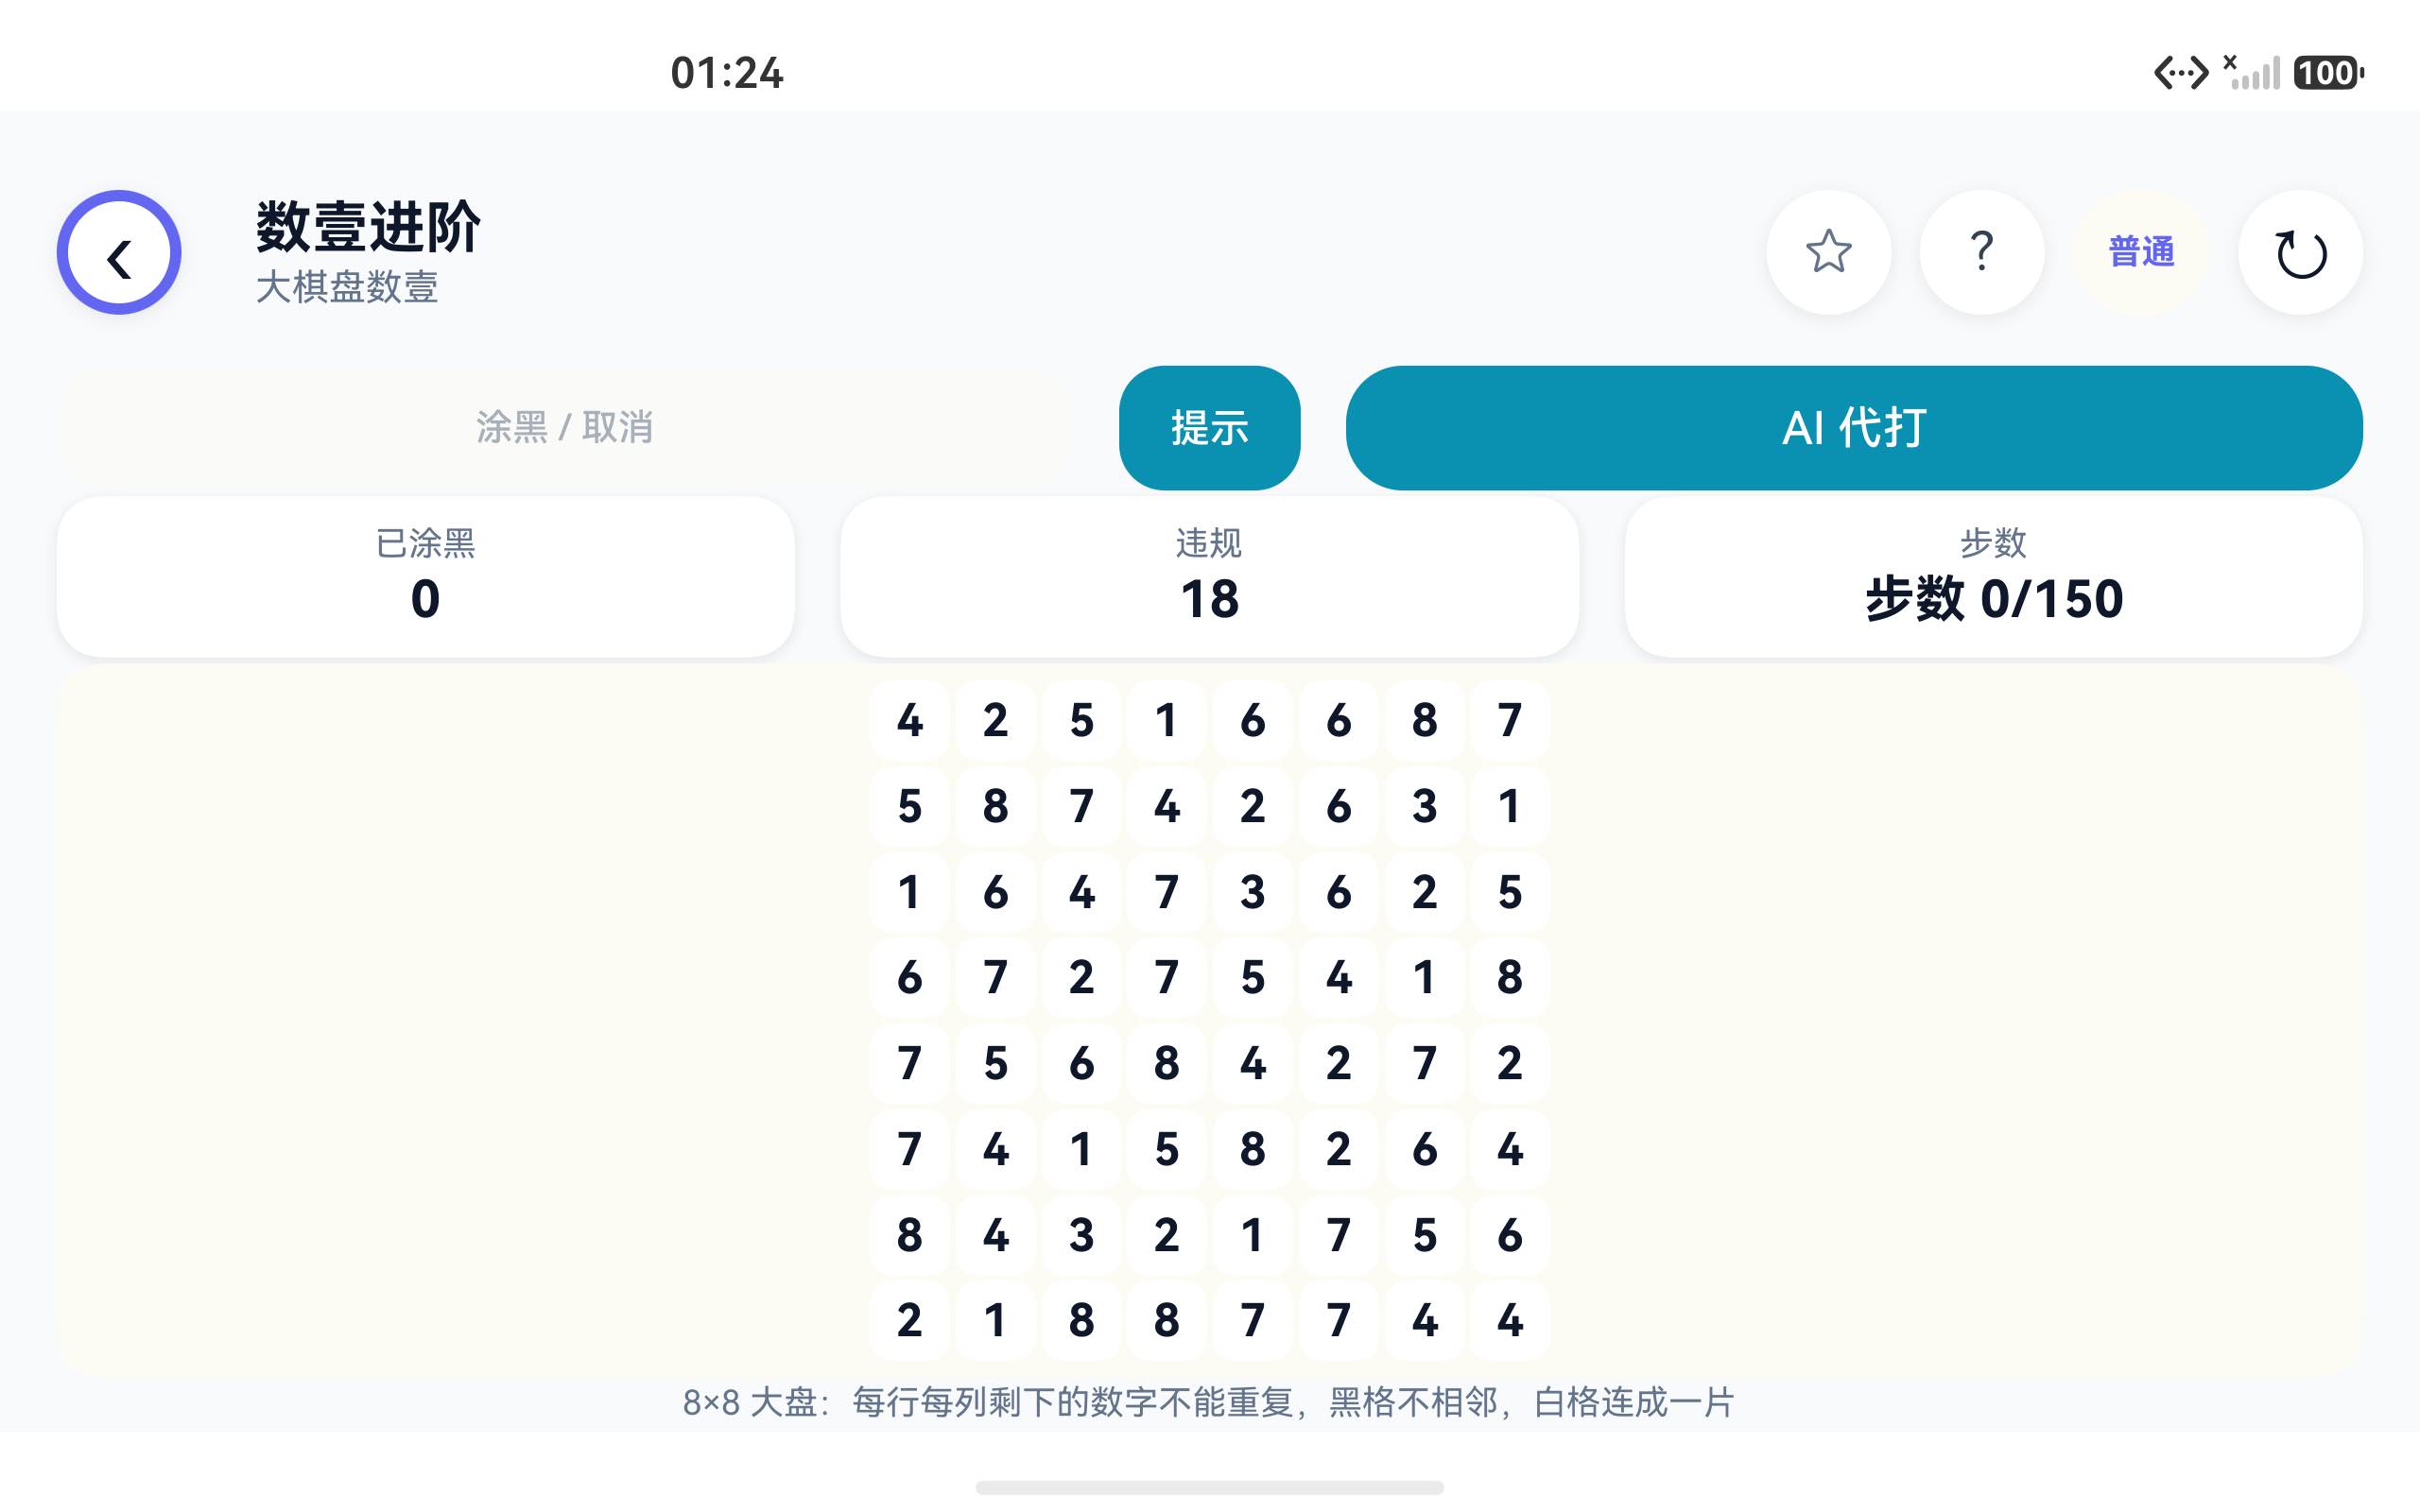 01:24
100
数壹进阶
大棋盘数壹
?
普通
涂黑 / 取消
提示
AI 代打
已涂黑
0
违规
18
步数
步数 0/150
4 2 5 1 6 6 8 7
5 8 7 4 2 6 3 1
1 6 4 7 3 6 2 5
6 7 2 7 5 4 1 8
7 5 6 8 4 2 7 2
7 4 1 5 8 2 6 4
8 4 3 2 1 7 5 6
2 1 8 8 7 7 4 4
8×8 大盘：每行每列剩下的数字不能重复，黑格不相邻，白格连成一片